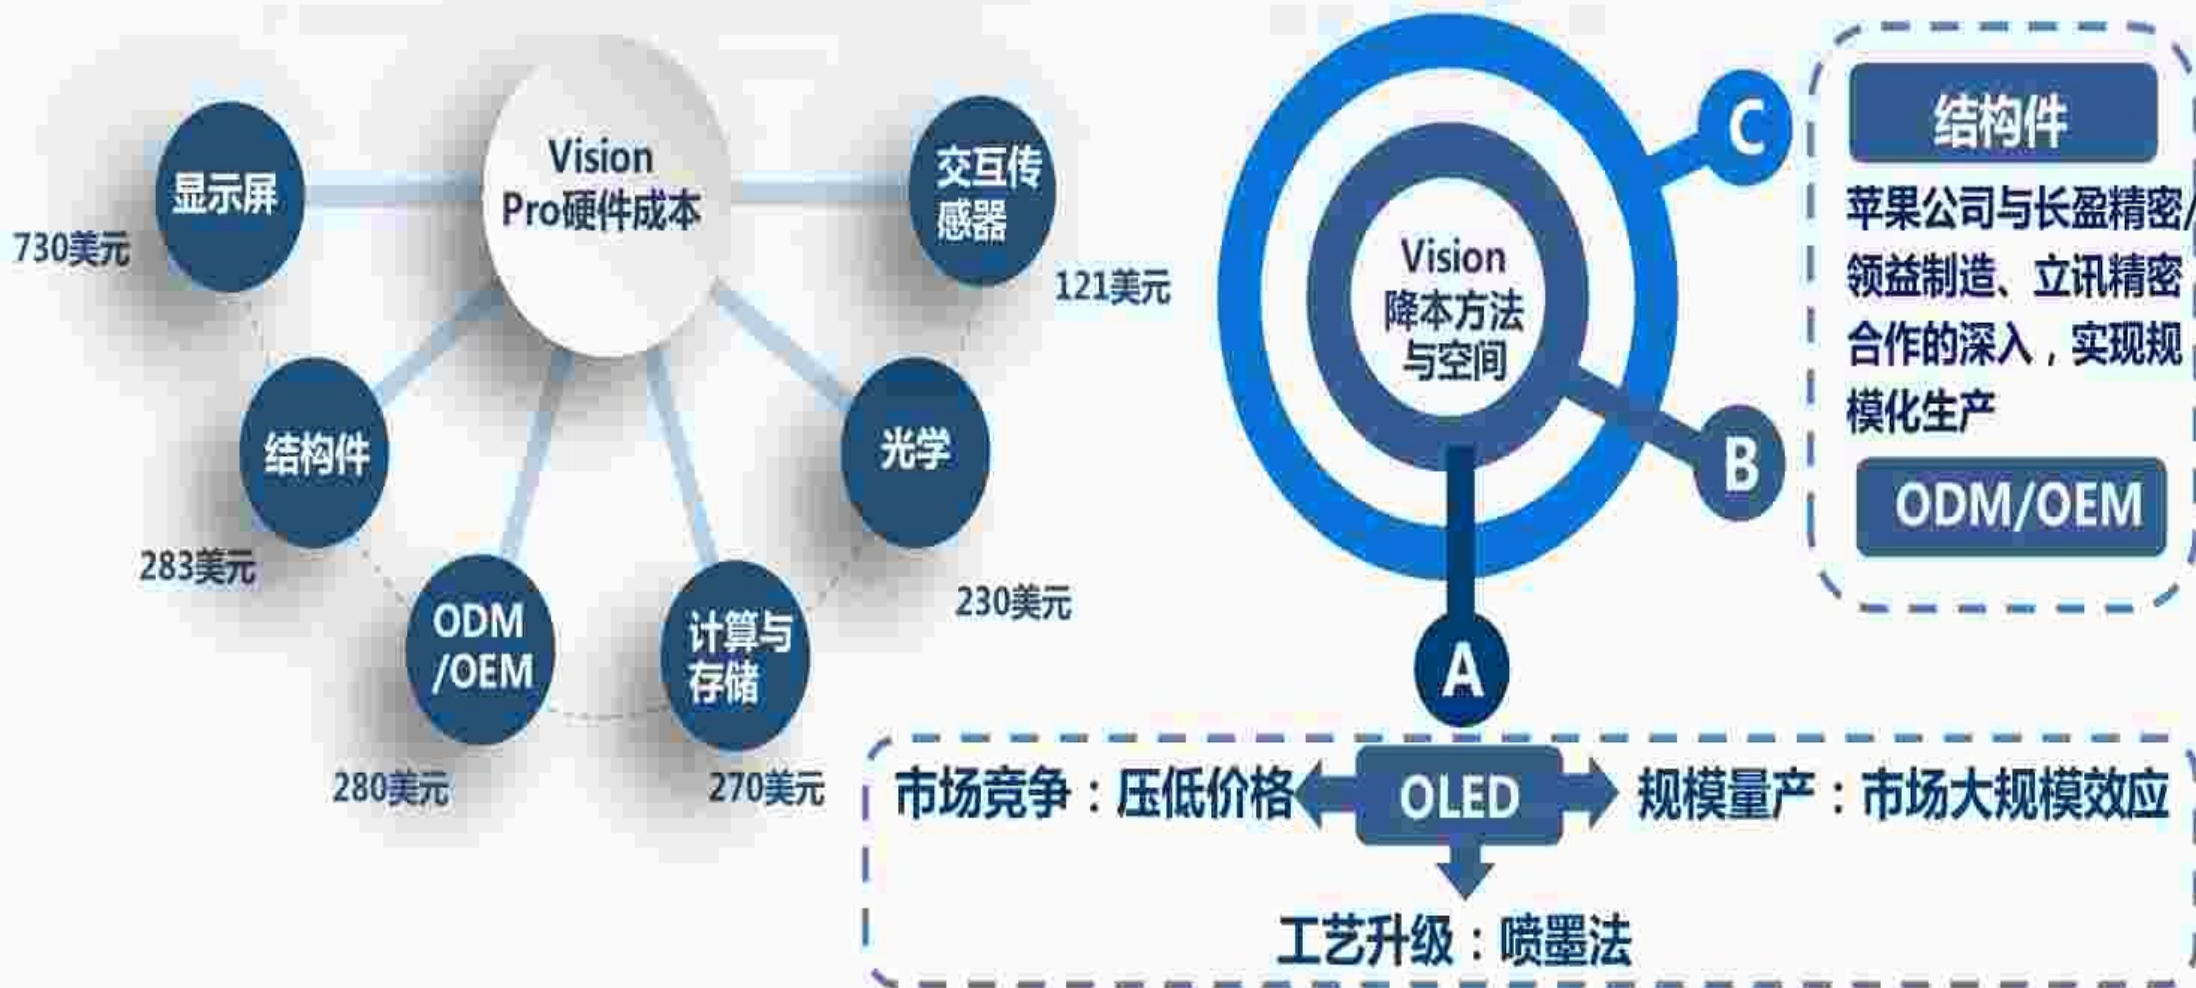 Vision
Pro硬件成本
显示屏
730美元
结构件
283美元
ODM
/OEM
280美元
计算与
存储
270美元
光学
230美元
交互传
感器
121美元
Vision
降本方法
与空间
C
B
A
结构件
苹果公司与长盈精密/
领益制造、立讯精密
合作的深入，实现规
模化生产
ODM/OEM
市场竞争：压低价格
OLED
规模量产：市场大规模效应
工艺升级：喷墨法